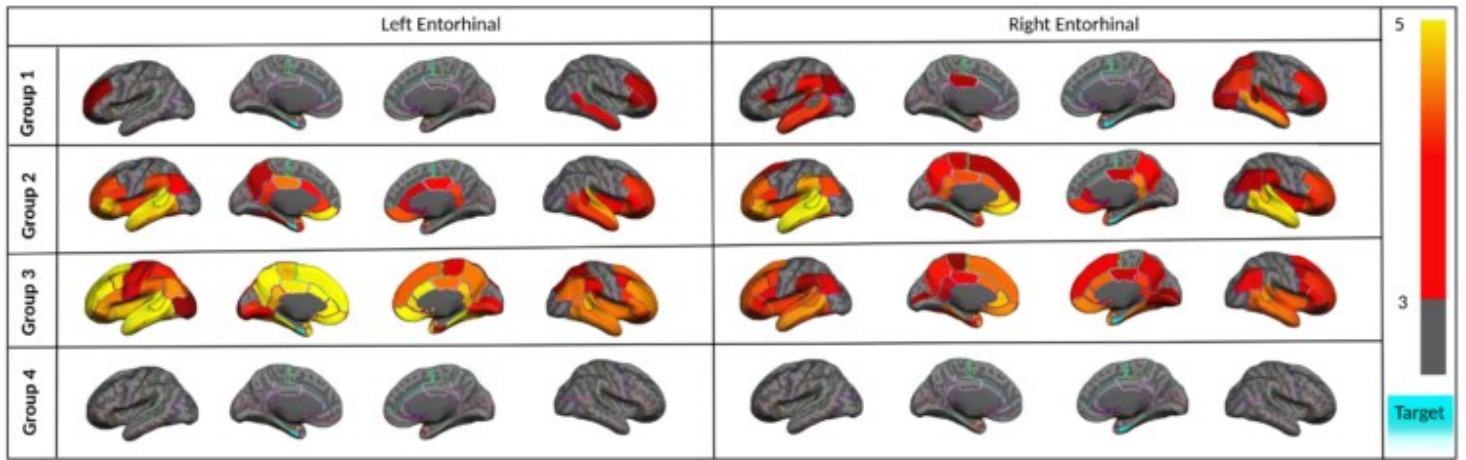 Left Entorhinal
Right Entorhinal
5
Group 1
Group 2
Group 3
3
Group 4
Target